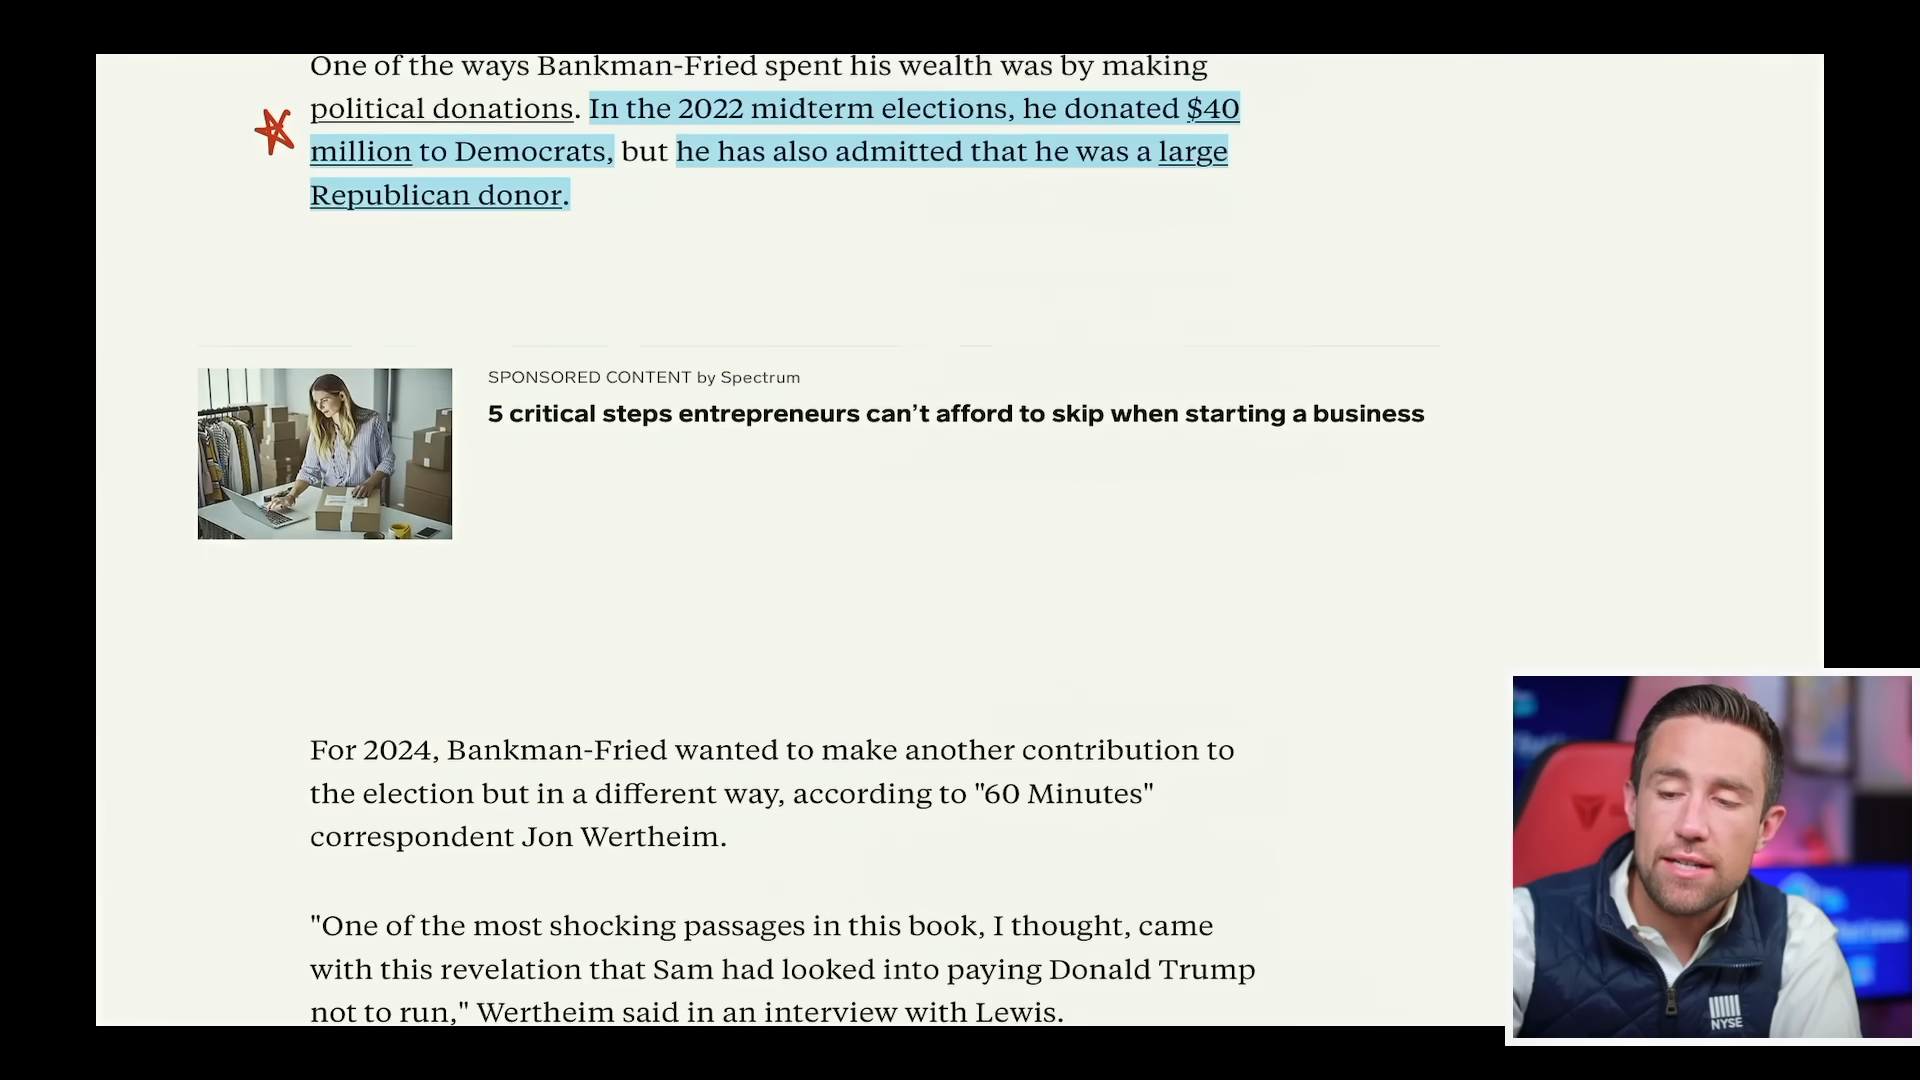 One of the ways Bankman-Fried spent his wealth was by making
political donations. In the 2022 midterm elections, he donated $40
million to Democrats, but he has also admitted that he was a large
Republican donor.
SPONSORED CONTENT by Spectrum
5 critical steps entrepreneurs can’t afford to skip when starting a business
For 2024, Bankman-Fried wanted to make another contribution to
the election but in a different way, according to "60 Minutes"
correspondent Jon Wertheim.
"One of the most shocking passages in this book, I thought, came
with this revelation that Sam had looked into paying Donald Trump
not to run," Wertheim said in an interview with Lewis.
NYSE